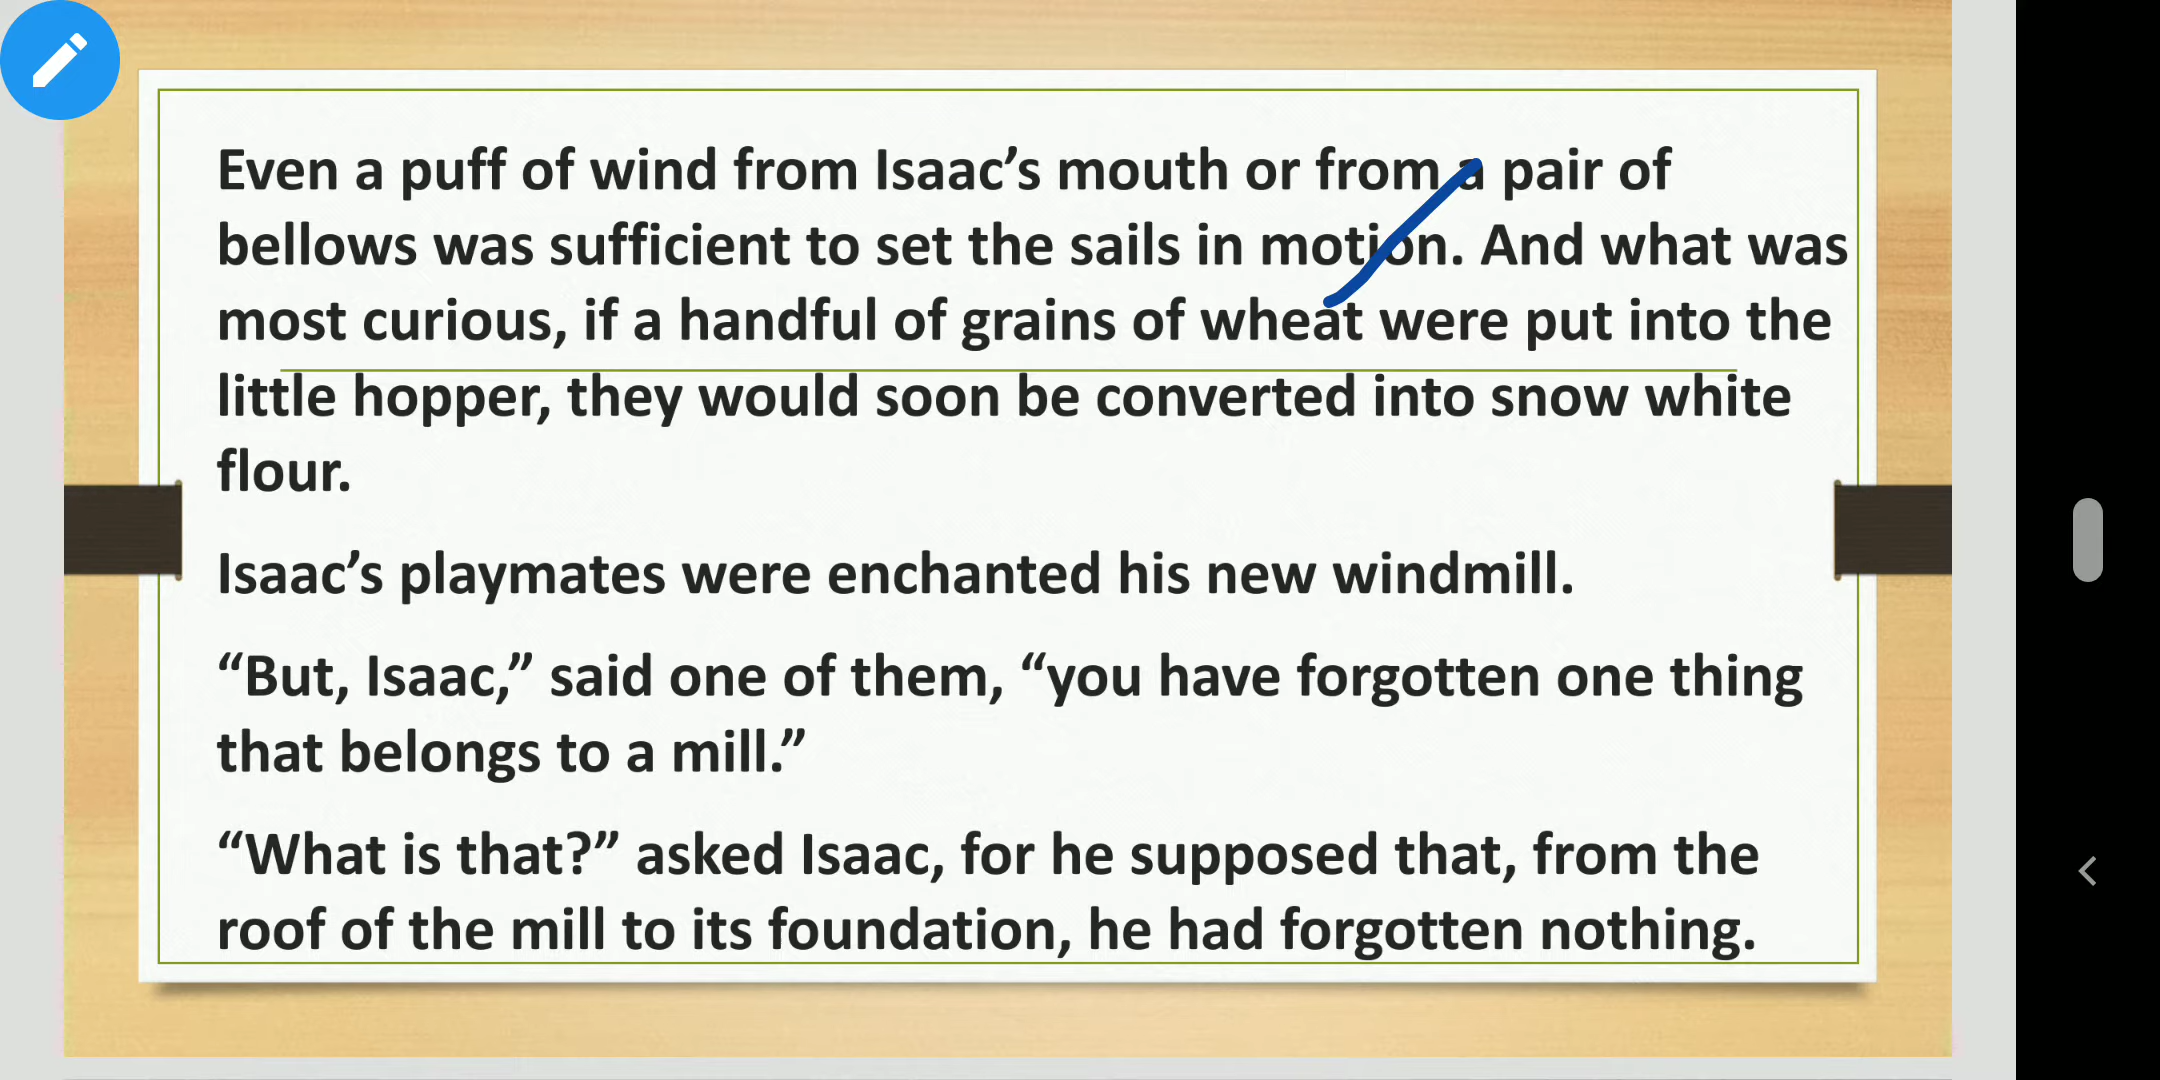 Even a puff of wind from Isaac’s mouth or from a pair of
bellows was sufficient to set the sails in motion. And what was
most curious, if a handful of grains of wheat were put into the
little hopper, they would soon be converted into snow white
flour.
Isaac’s playmates were enchanted his new windmill.
“But, Isaac,” said one of them, “you have forgotten one thing
that belongs to a mill.”
“What is that?” asked Isaac, for he supposed that, from the
roof of the mill to its foundation, he had forgotten nothing.